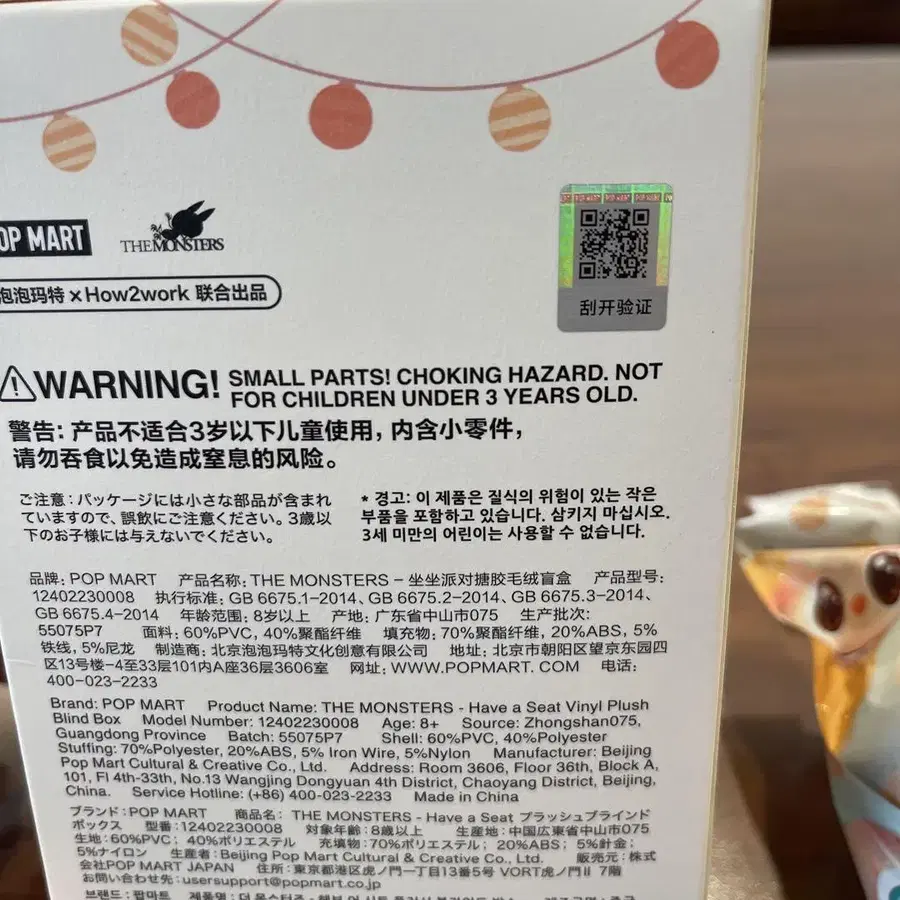 POP MART
THE MONSTERS
泡泡玛特 × How2work 联合出品
刮开验证
WARNING! SMALL PARTS! CHOKING HAZARD. NOT
FOR CHILDREN UNDER 3 YEARS OLD.
警告: 产品不适合3岁以下儿童使用, 内含小零件,
请勿吞食以免造成窒息的风险。
ご注意：パッケージには小さな部品が含まれ
ていますので、誤飲にご注意ください。3歳以
下のお子様には与えないでください。
* 경고: 이 제품은 질식의 위험이 있는 작은
부품을 포함하고 있습니다. 삼키지 마십시오.
3세 미만의 어린이는 사용할 수 없습니다.
品牌: POP MART 产品名称: THE MONSTERS – 坐坐派对搪胶毛绒盲盒 产品型号:
12402230008 执行标准: GB 6675.1–2014、GB 6675.2–2014、GB 6675.3–2014、
GB 6675.4–2014 年龄范围: 8岁以上 产地: 广东省中山市075 生产批次:
55075P7 面料: 60%PVC, 40%聚酯纤维 填充物: 70%聚酯纤维, 20%ABS, 5%
铁线, 5%尼龙 制造商: 北京泡泡玛特文化创意有限公司 地址: 北京市朝阳区望京东园四
区13号楼-4至33层101内A座36层3606室 网址: WWW.POPMART.COM 电话:
400-023-2233
Brand: POP MART Product Name: THE MONSTERS - Have a Seat Vinyl Plush
Blind Box Model Number: 12402230008 Age: 8+ Source: Zhongshan075,
Guangdong Province Batch: 55075P7 Shell: 60%PVC, 40%Polyester
Stuffing: 70%Polyester, 20%ABS, 5% Iron Wire, 5%Nylon Manufacturer: Beijing
Pop Mart Cultural & Creative Co., Ltd. Address: Room 3606, Floor 36th, Block A,
101, Fl 4th-33th, No.13 Wangjing Dongyuan 4th District, Chaoyang District, Beijing,
China. Service Hotline: (+86) 400-023-2233 Made in China
ブランド：POP MART 商品名： THE MONSTERS - Have a Seat プラッシュブラインド
ボックス 型番：12402230008 対象年齢：8歳以上 生産地：中国広東省中山市075
生地：60%PVC；40%ポリエステル 充填物：70%ポリエステル；20%ABS；5%針金；
5%ナイロン 生産者：Beijing Pop Mart Cultural & Creative Co., Ltd. 販売元：株式
会社POP MART JAPAN 住所：東京都港区虎ノ門一丁目13番5号 VORT虎ノ門II 7階
お問い合わせ先：usersupport@popmart.co.jp
브랜드 : 팝마트 제품명 : 더 몬스터즈